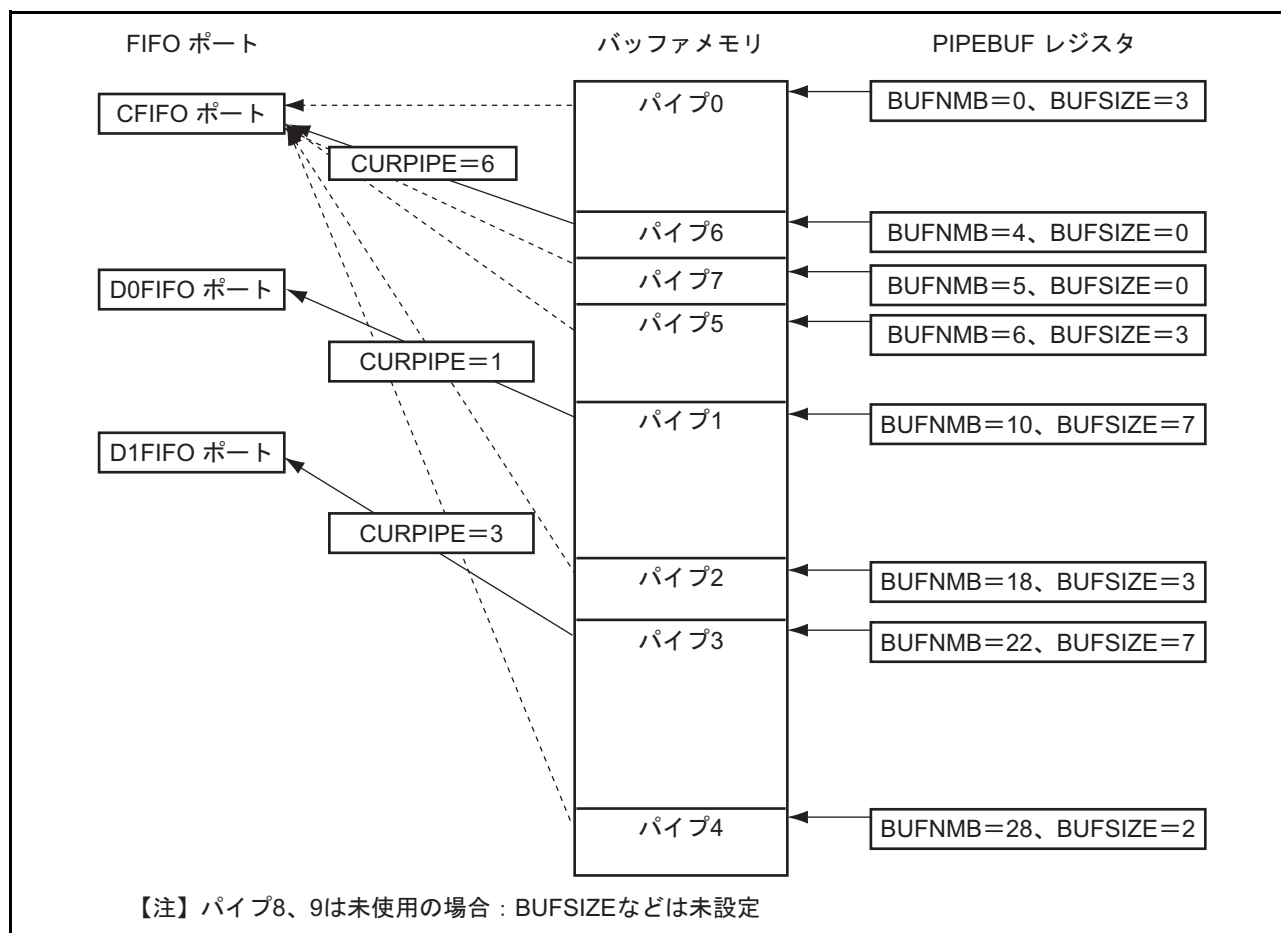 FIFO ポート
バッファメモリ
PIPEBUF レジスタ
CFIFO ポート
パイプ0
BUFNMB=0、BUFSIZE=3
CURPIPE=6
パイプ6
BUFNMB=4、BUFSIZE=0
D0FIFO ポート
パイプ7
BUFNMB=5、BUFSIZE=0
パイプ5
BUFNMB=6、BUFSIZE=3
CURPIPE=1
パイプ1
BUFNMB=10、BUFSIZE=7
D1FIFO ポート
CURPIPE=3
パイプ2
BUFNMB=18、BUFSIZE=3
パイプ3
BUFNMB=22、BUFSIZE=7
パイプ4
BUFNMB=28、BUFSIZE=2
【注】パイプ8、9は未使用の場合：BUFSIZEなどは未設定